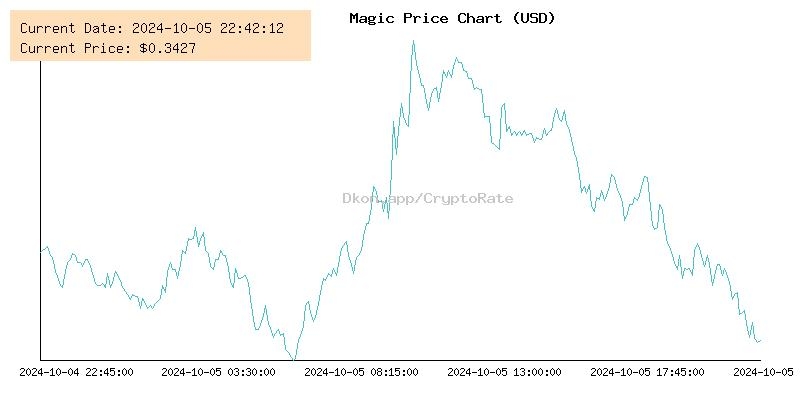 Magic Price Chart (USD)
Current Date: 2024-10-05 22:42:12
Current Price: $0.3427
Dkon.app/CryptoRate
2024-10-04 22:45:00 2024-10-05 03:30:00 2024-10-05 08:15:00 2024-10-05 13:00:00 2024-10-05 17:45:00 2024-10-05